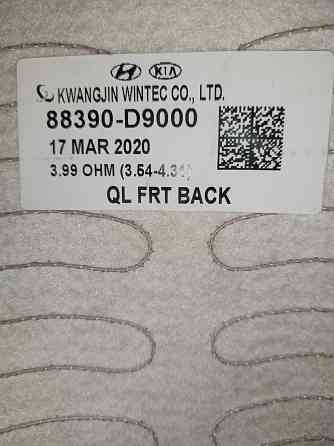 KIA
KWANGJIN WINTEC CO., LTD.
88390-D9000
17 MAR 2020
3.99 OHM (3.54-4.31)
QL FRT BACK